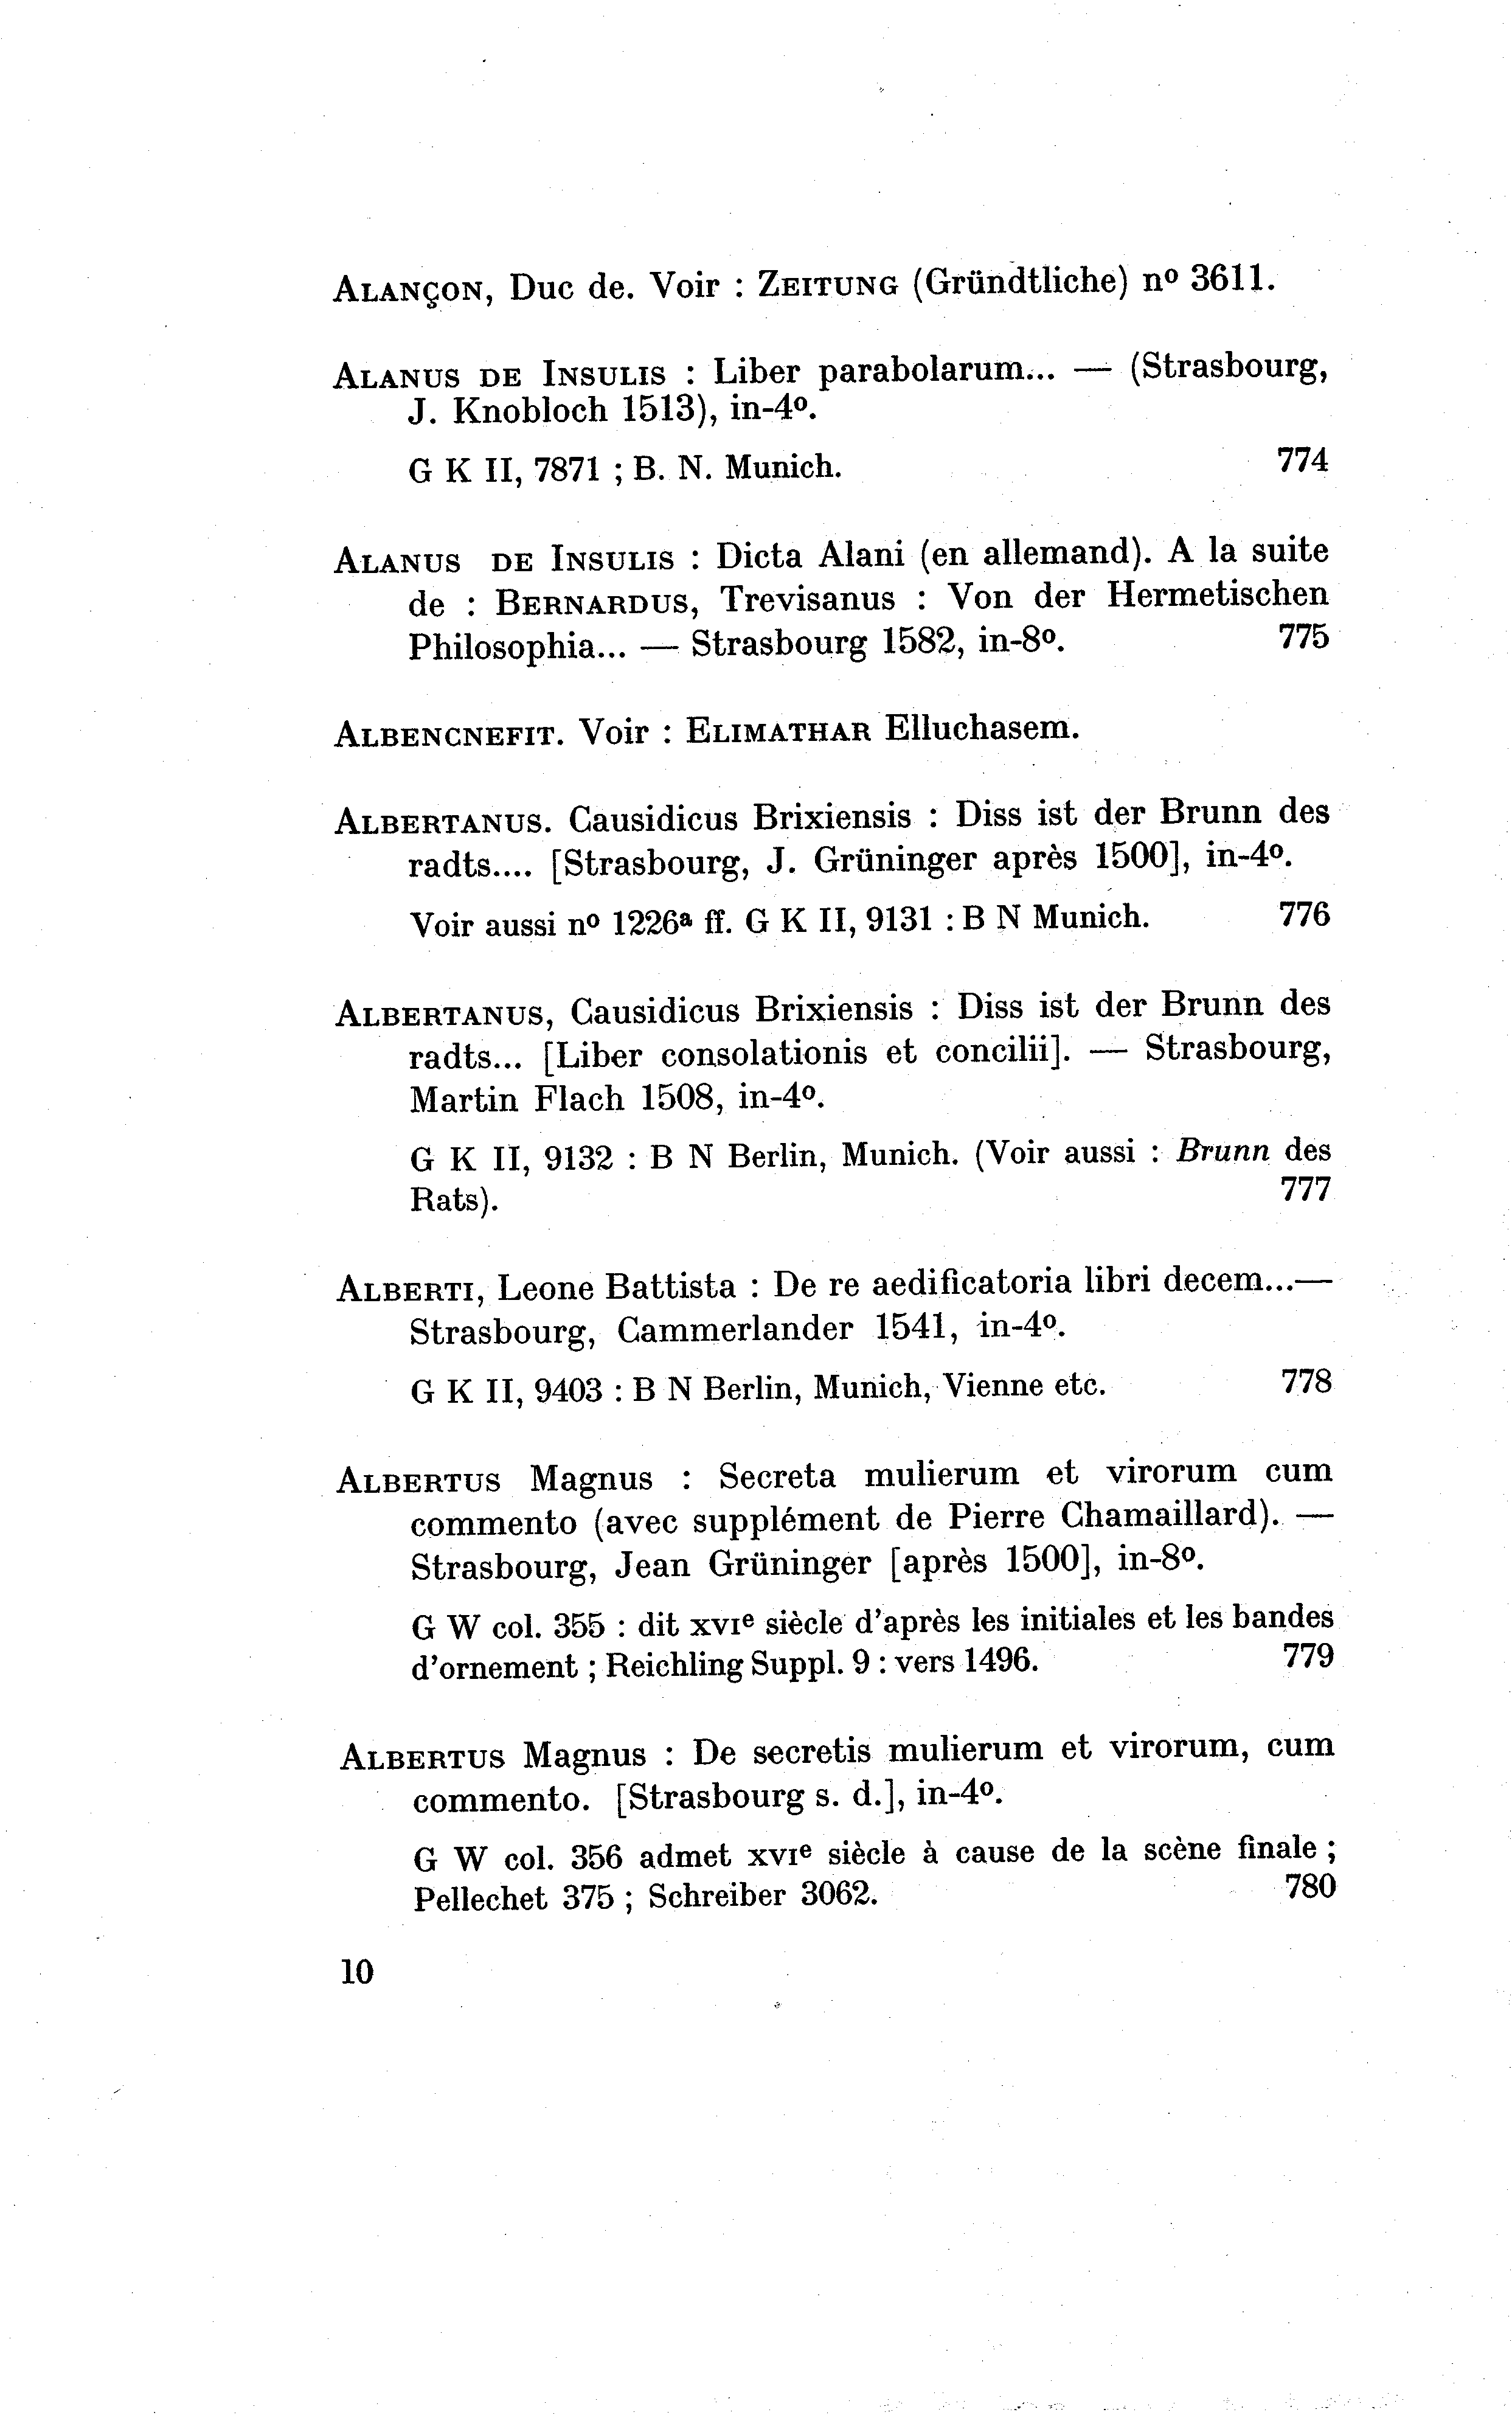 ALANÇON, Duc de. Voir : ZEITUNG (Gründtliche) nº 3611.
ALANUS DE INSULIS : Liber parabolarum... — (Strasbourg,
J. Knobloch 1513), in-4º.
G K II, 7871 ; B. N. Munich. 774
ALANUS DE INSULIS : Dicta Alani (en allemand). A la suite
de : BERNARDUS, Trevisanus : Von der Hermetischen
Philosophia... — Strasbourg 1582, in-8º. 775
ALBENCNEFIT. Voir : ELIMATHAR Elluchasem.
ALBERTANUS. Causidicus Brixiensis : Diss ist der Brunn des
radts.... [Strasbourg, J. Grüninger après 1500], in-4º.
Voir aussi nº 1226ª ff. G K II, 9131 : B N Munich. 776
ALBERTANUS, Causidicus Brixiensis : Diss ist der Brunn des
radts... [Liber consolationis et concilii]. — Strasbourg,
Martin Flach 1508, in-4º.
G K II, 9132 : B N Berlin, Munich. (Voir aussi : Brunn des
Rats). 777
ALBERTI, Leone Battista : De re aedificatoria libri decem...—
Strasbourg, Cammerlander 1541, in-4º.
G K II, 9403 : B N Berlin, Munich, Vienne etc. 778
ALBERTUS Magnus : Secreta mulierum et virorum cum
commento (avec supplément de Pierre Chamaillard). —
Strasbourg, Jean Grüninger [après 1500], in-8º.
G W col. 355 : dit XVIe siècle d'après les initiales et les bandes
d'ornement ; Reichling Suppl. 9 : vers 1496. 779
ALBERTUS Magnus : De secretis mulierum et virorum, cum
commento. [Strasbourg s. d.], in-4º.
G W col. 356 admet XVIe siècle à cause de la scène finale ;
Pellechet 375 ; Schreiber 3062. 780
10